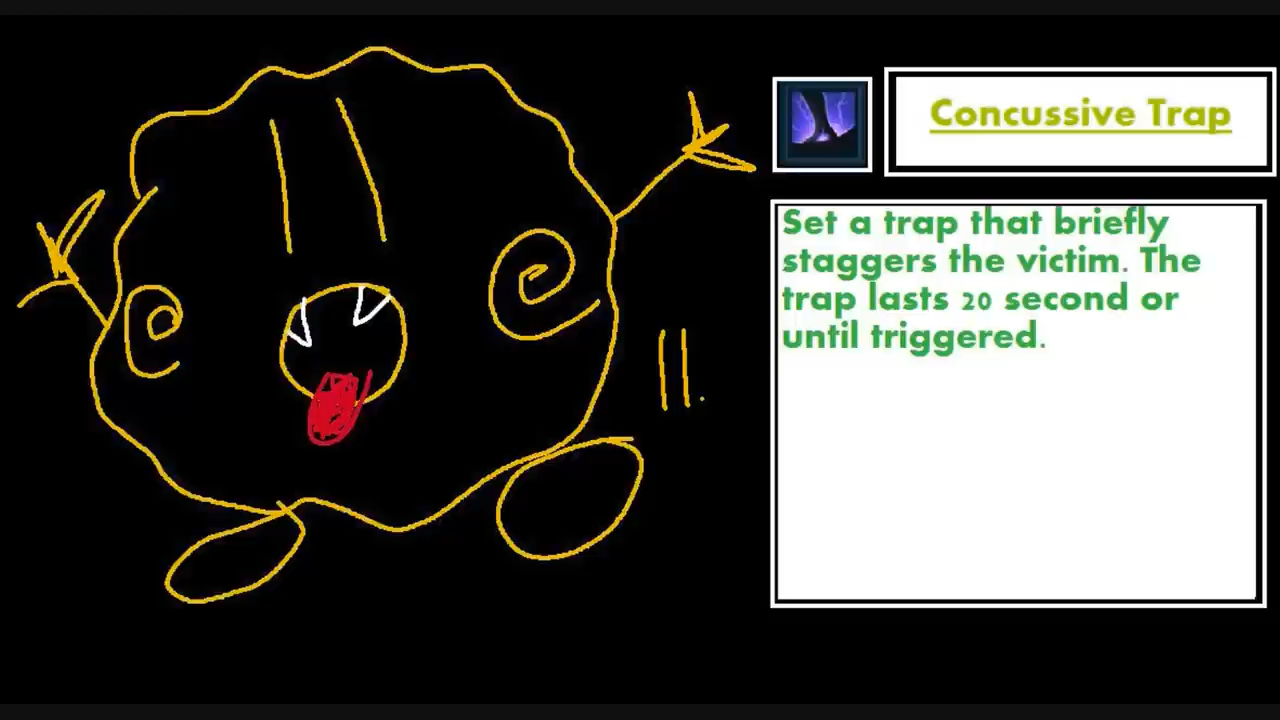 Concussive Trap
Set a trap that briefly
staggers the victim. The
trap lasts 20 second or
until triggered.